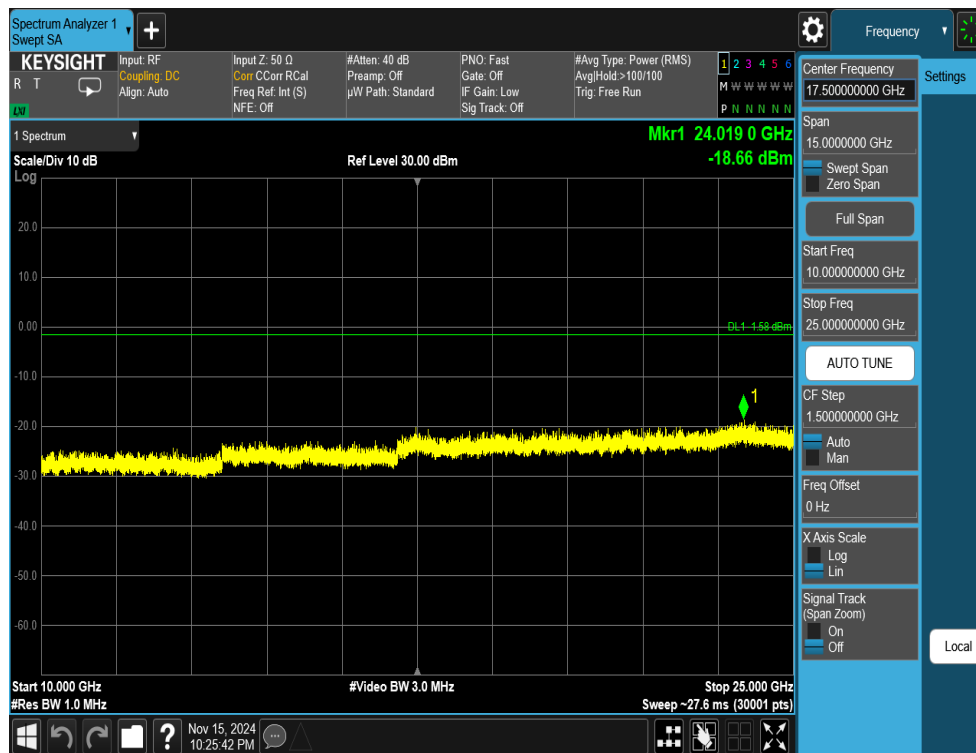 Spectrum Analyzer 1
Swept SA
+
Frequency
KEYSIGHT
R T
LXI
Input: RF
Coupling: DC
Align: Auto
Input Z: 50 Ω
Corr CCorr RCal
Freq Ref: Int (S)
NFE: Off
#Atten: 40 dB
Preamp: Off
µW Path: Standard
PNO: Fast
Gate: Off
IF Gain: Low
Sig Track: Off
#Avg Type: Power (RMS)
Avg|Hold:>100/100
Trig: Free Run
1 2 3 4 5 6
M W W W W W
P N N N N N
1 Spectrum
Scale/Div 10 dB
Log
Ref Level 30.00 dBm
Mkr1 24.019 0 GHz
-18.66 dBm
20.0
10.0
0.00
DL1 -1.58 dBm
-10.0
1
-20.0
-30.0
-40.0
-50.0
-60.0
Start 10.000 GHz
#Video BW 3.0 MHz
Stop 25.000 GHz
#Res BW 1.0 MHz
Sweep ~27.6 ms (30001 pts)
Center Frequency
17.500000000 GHz
Settings
Span
15.0000000 GHz
Swept Span
Zero Span
Full Span
Start Freq
10.000000000 GHz
Stop Freq
25.000000000 GHz
AUTO TUNE
CF Step
1.500000000 GHz
Auto
Man
Freq Offset
0 Hz
X Axis Scale
Log
Lin
Signal Track
(Span Zoom)
On
Off
Local
?
Nov 15, 2024
10:25:42 PM